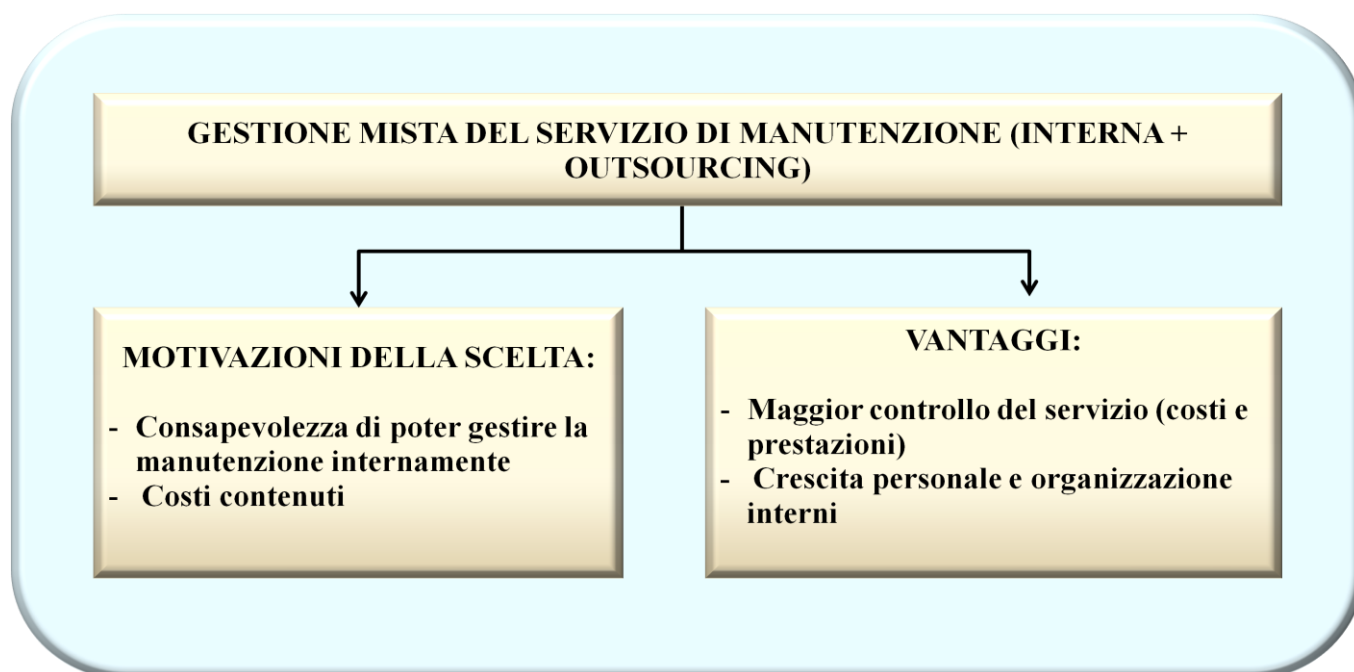 GESTIONE MISTA DEL SERVIZIO DI MANUTENZIONE (INTERNA +
OUTSOURCING)
MOTIVAZIONI DELLA SCELTA:
- Consapevolezza di poter gestire la
manutenzione internamente
- Costi contenuti
VANTAGGI:
- Maggior controllo del servizio (costi e
prestazioni)
- Crescita personale e organizzazione
interni